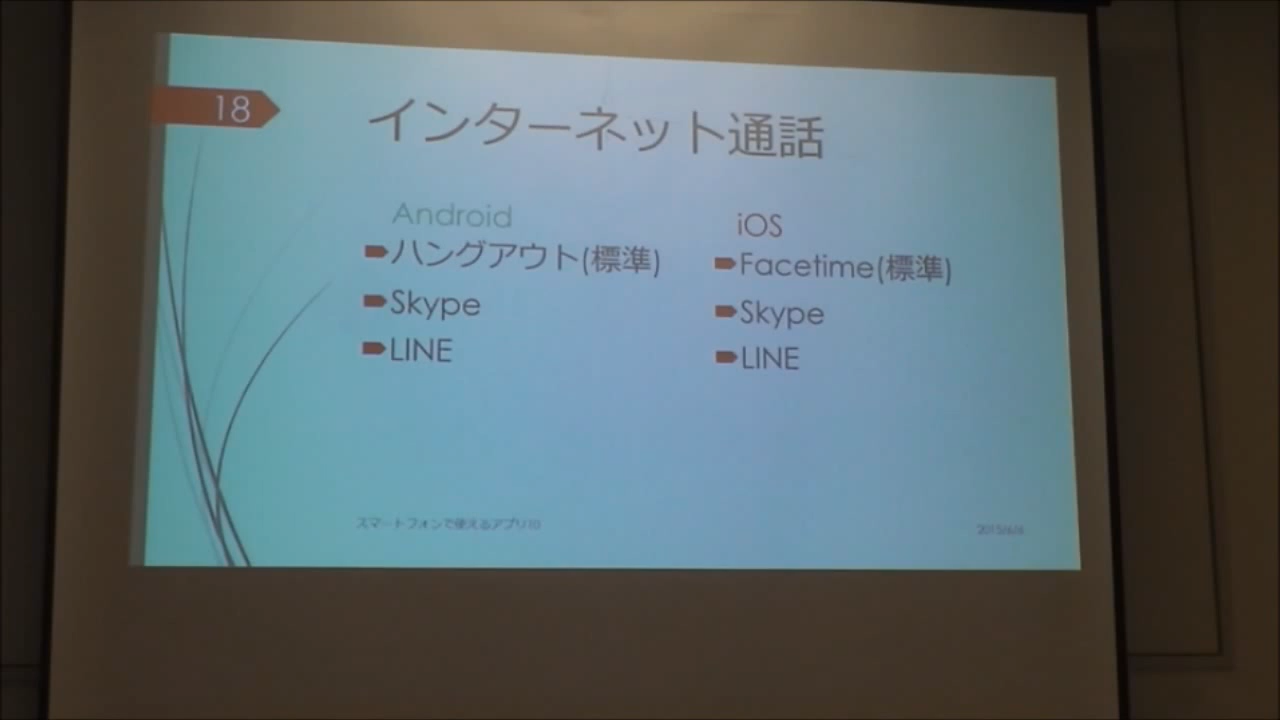 18
インターネット通話
Android
ハングアウト(標準)
Skype
LINE
iOS
Facetime(標準)
Skype
LINE
スマートフォンで使えるアプリ10